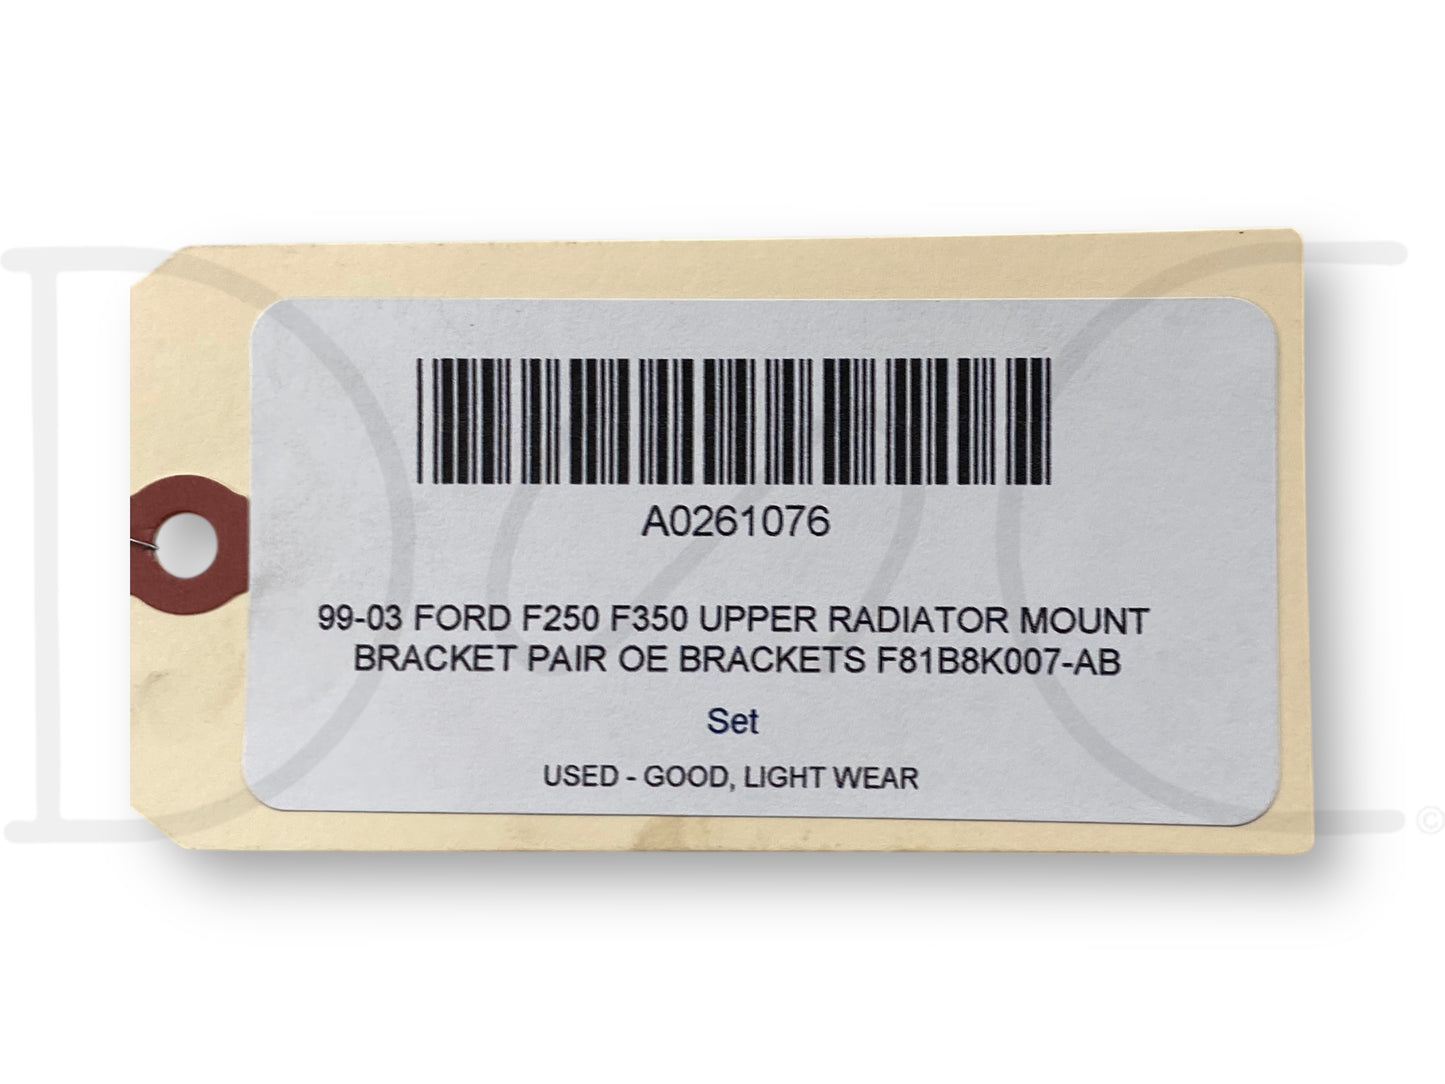 A0261076
99-03 FORD F250 F350 UPPER RADIATOR MOUNT
BRACKET PAIR OE BRACKETS F81B8K007-AB
Set
USED - GOOD, LIGHT WEAR
©